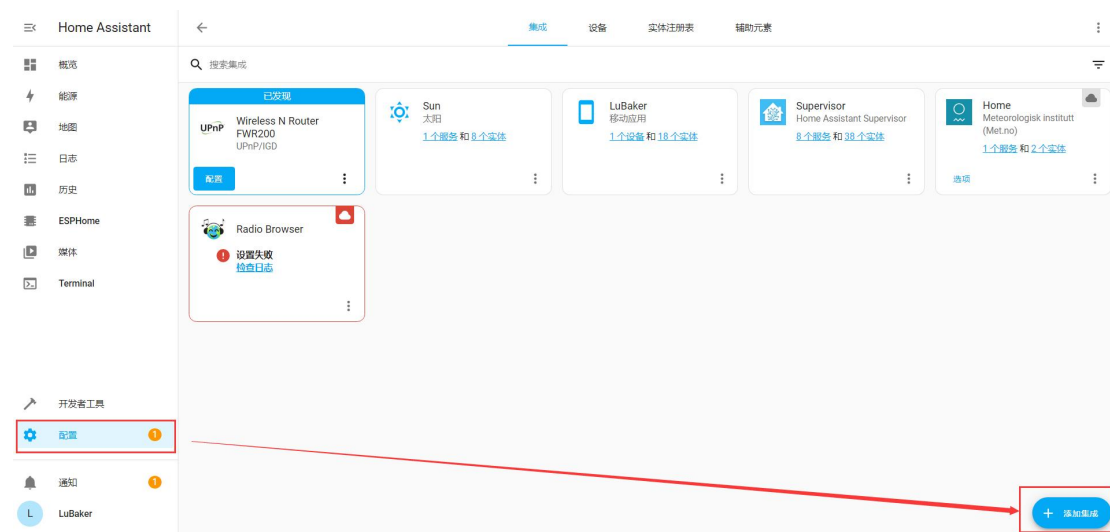 Home Assistant
概览
能源
地图
日志
历史
ESPHome
媒体
Terminal
开发者工具
配置 1
通知 1
L LuBaker
集成 设备 实体注册表 辅助元素
搜索集成
已发现
UPnP
Wireless N Router
FWR200
UPnP/IGD
配置
Sun
太阳
1 个服务 和 8 个实体
LuBaker
移动应用
1 个设备 和 18 个实体
Supervisor
Home Assistant Supervisor
8 个服务 和 38 个实体
Home
Meteorologisk institutt
(Met.no)
1 个服务 和 2 个实体
选项
Radio Browser
设置失败
检查日志
添加集成